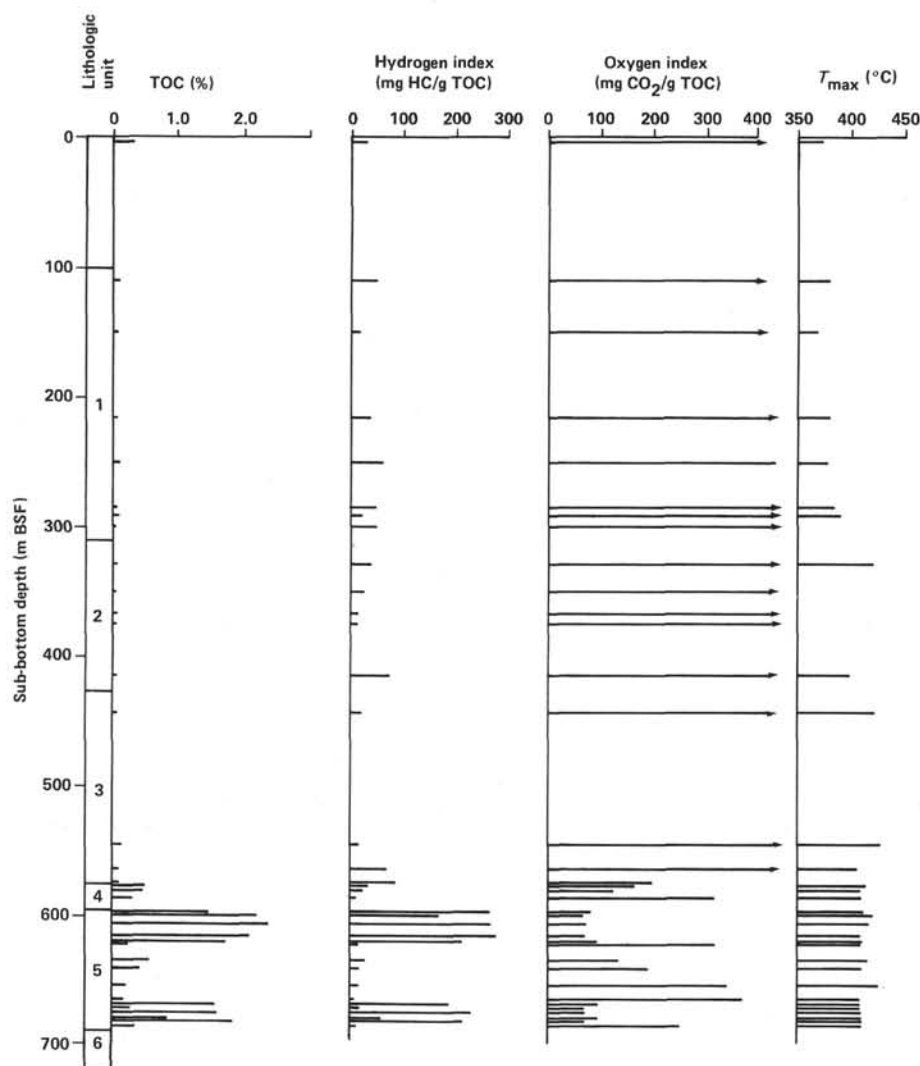 Lithologic
unit
TOC (%)
0 1.0 2.0
Hydrogen index
(mg HC/g TOC)
0 100 200 300
Oxygen index
(mg CO2/g TOC)
0 100 200 300 400
Tmax (°C)
350 400 450
Sub-bottom depth (m BSF)
0
100
200
300
400
500
600
700
1
2
3
4
5
6